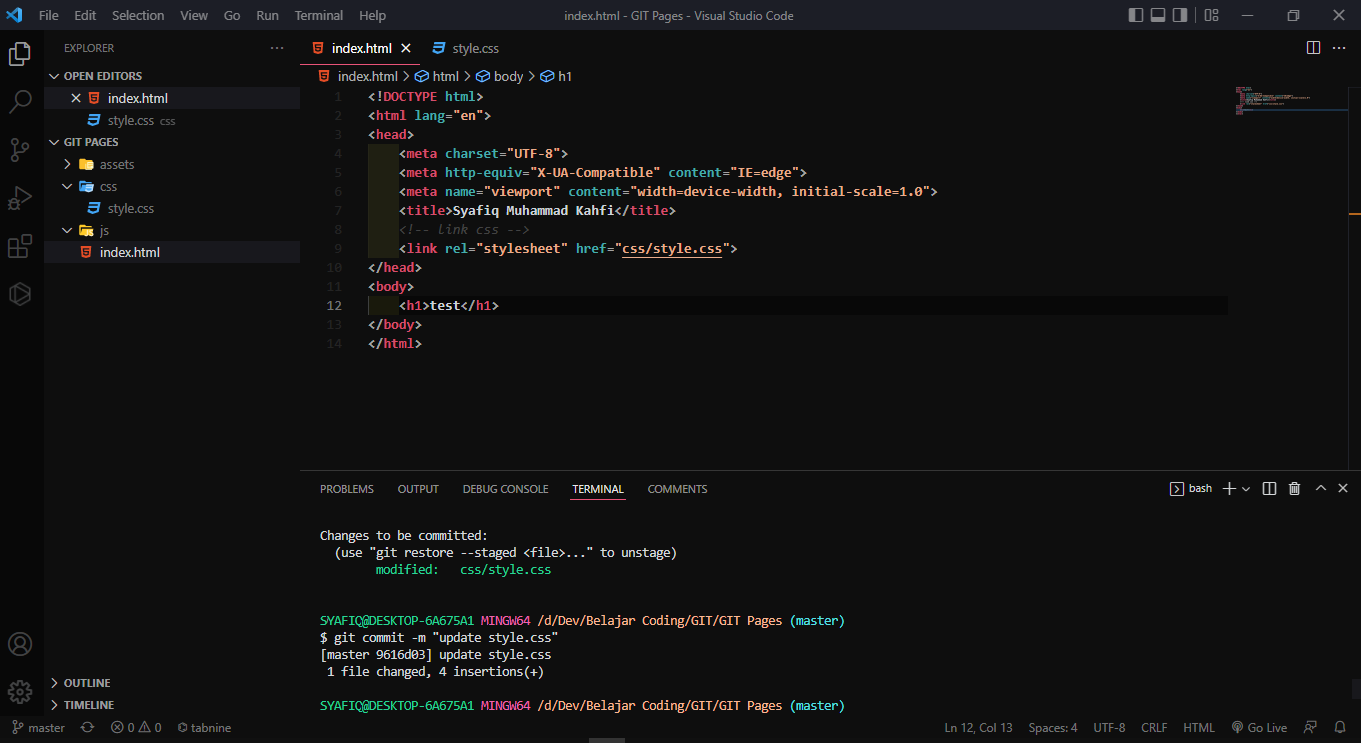 File Edit Selection View Go Run Terminal Help index.html - GIT Pages - Visual Studio Code
EXPLORER
OPEN EDITORS
index.html
style.css css
GIT PAGES
assets
css
style.css
js
index.html
OUTLINE
TIMELINE
index.html style.css
index.html > html > body > h1
1 <!DOCTYPE html>
2 <html lang="en">
3 <head>
4 <meta charset="UTF-8">
5 <meta http-equiv="X-UA-Compatible" content="IE=edge">
6 <meta name="viewport" content="width=device-width, initial-scale=1.0">
7 <title>Syafiq Muhammad Kahfi</title>
8 <!-- link css -->
9 <link rel="stylesheet" href="css/style.css">
10 </head>
11 <body>
12 <h1>test</h1>
13 </body>
14 </html>
PROBLEMS OUTPUT DEBUG CONSOLE TERMINAL COMMENTS bash
Changes to be committed:
(use "git restore --staged <file>..." to unstage)
modified: css/style.css
SYAFIQ@DESKTOP-6A675A1 MINGW64 /d/Dev/Belajar Coding/GIT/GIT Pages (master)
$ git commit -m "update style.css"
[master 9616d03] update style.css
1 file changed, 4 insertions(+)
SYAFIQ@DESKTOP-6A675A1 MINGW64 /d/Dev/Belajar Coding/GIT/GIT Pages (master)
master 0 0 tabnine Ln 12, Col 13 Spaces: 4 UTF-8 CRLF HTML Go Live